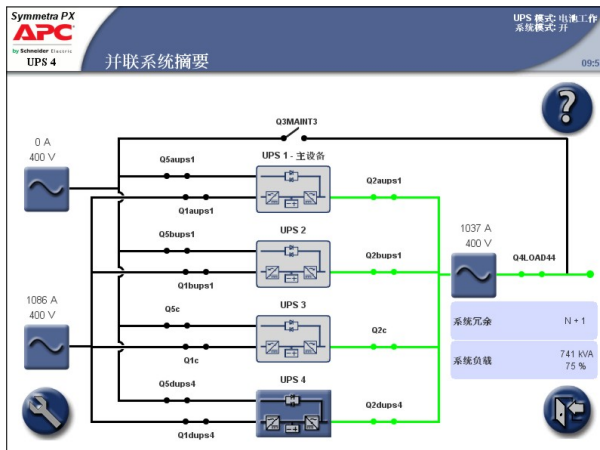 Symmetra PX
APC
by Schneider Electric
UPS 4
并联系统摘要
UPS 模式: 电池工作
系统模式: 开
09:5
Q3MAINT3
0 A
400 V
Q5aups1
UPS 1 - 主设备
Q2aups1
Q1aups1
Q5bups1
UPS 2
Q2bups1
1037 A
400 V
Q4LOAD44
Q1bups1
1086 A
400 V
Q5c
UPS 3
Q2c
系统冗余
N + 1
Q1c
系统负载
741 kVA
75 %
Q5dups4
UPS 4
Q2dups4
Q1dups4